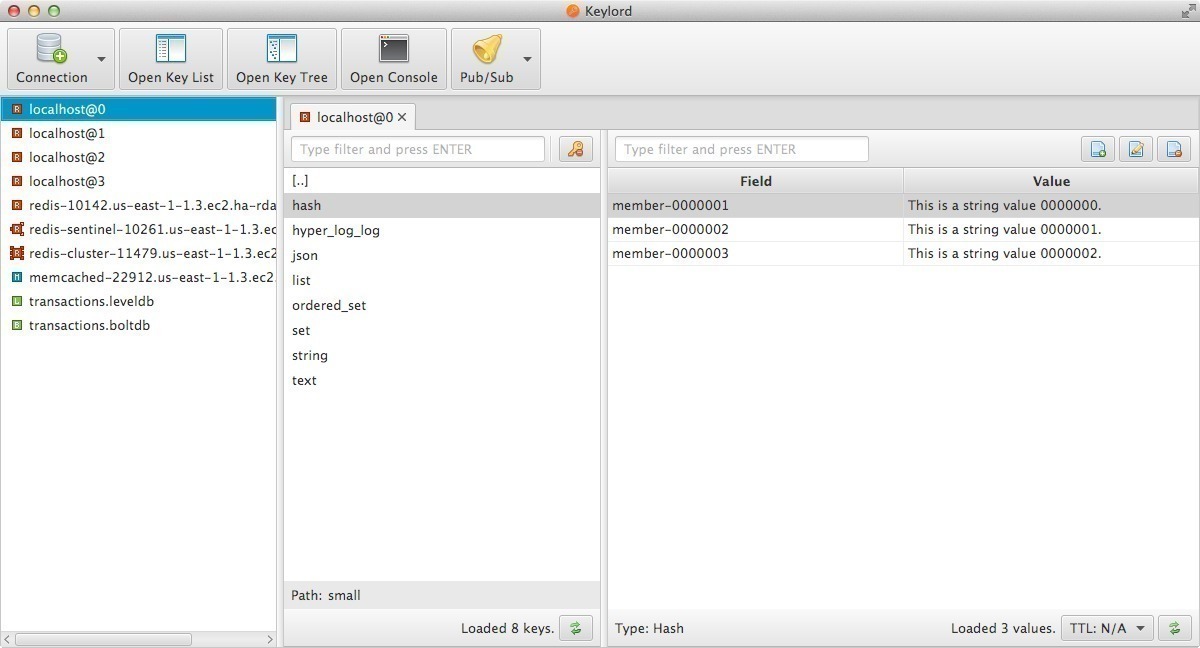 Keylord
Connection
Open Key List
Open Key Tree
Open Console
Pub/Sub
localhost@0
localhost@1
localhost@2
localhost@3
redis-10142.us-east-1-1.3.ec2.ha-rda
redis-sentinel-10261.us-east-1-1.3.ec
redis-cluster-11479.us-east-1-1.3.ec2
memcached-22912.us-east-1-1.3.ec2.
transactions.leveldb
transactions.boltdb
localhost@0
Type filter and press ENTER
[..]
hash
hyper_log_log
json
list
ordered_set
set
string
text
Path: small
Loaded 8 keys.
Type filter and press ENTER
Field Value
member-0000001 This is a string value 0000000.
member-0000002 This is a string value 0000001.
member-0000003 This is a string value 0000002.
Type: Hash Loaded 3 values. TTL: N/A